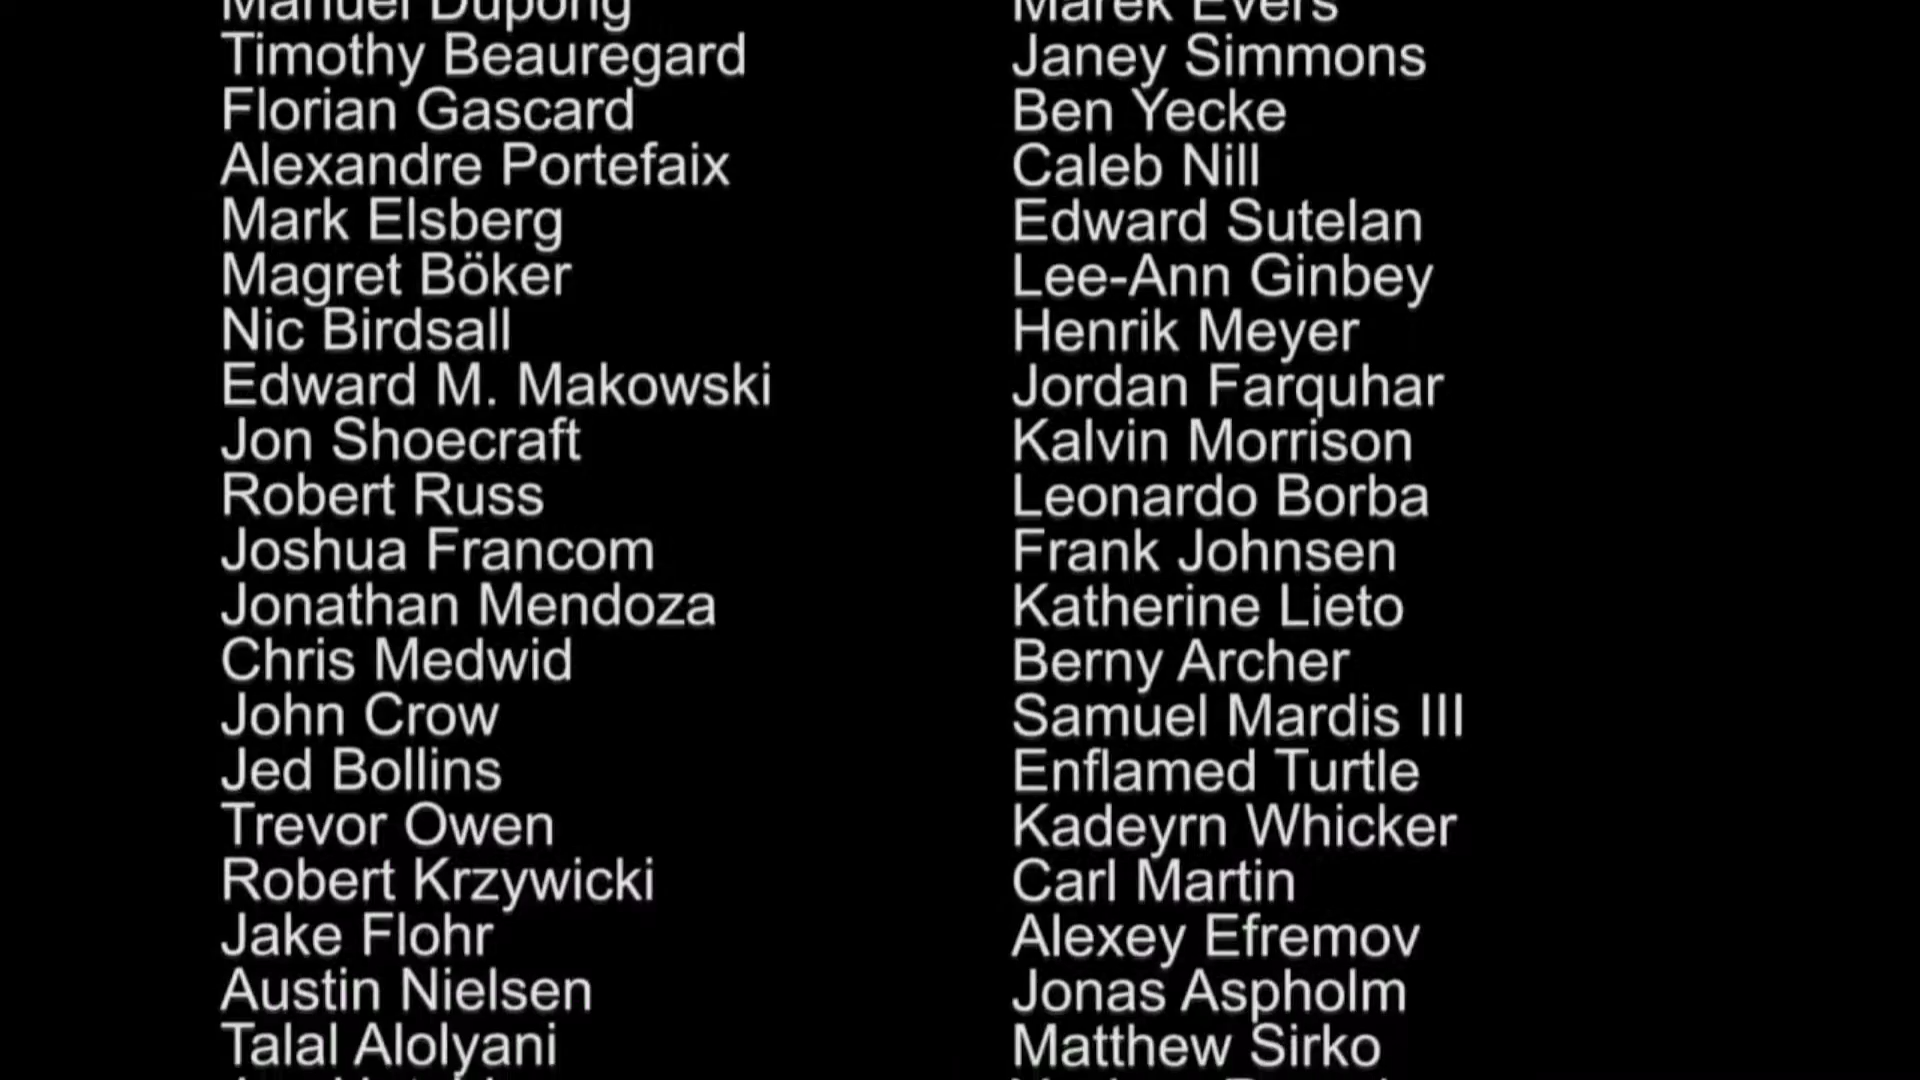 Manuel Dupong
Timothy Beauregard
Florian Gascard
Alexandre Portefaix
Mark Elsberg
Magret Böker
Nic Birdsall
Edward M. Makowski
Jon Shoecraft
Robert Russ
Joshua Francom
Jonathan Mendoza
Chris Medwid
John Crow
Jed Bollins
Trevor Owen
Robert Krzywicki
Jake Flohr
Austin Nielsen
Talal Alolyani
Marek Evers
Janey Simmons
Ben Yecke
Caleb Nill
Edward Sutelan
Lee-Ann Ginbey
Henrik Meyer
Jordan Farquhar
Kalvin Morrison
Leonardo Borba
Frank Johnsen
Katherine Lieto
Berny Archer
Samuel Mardis III
Enflamed Turtle
Kadeyrn Whicker
Carl Martin
Alexey Efremov
Jonas Aspholm
Matthew Sirko